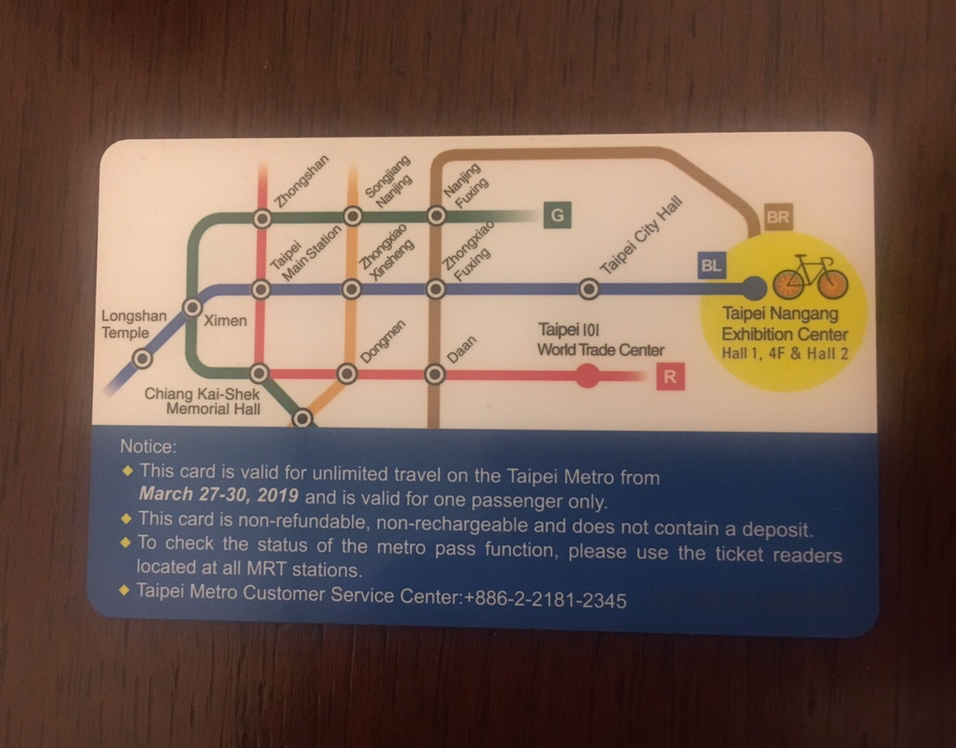 Zhongshan
Songjiang
Nanjing
Nanjing
Fuxing
G
BR
Taipei
Main Station
Zhongxiao
Xinsheng
Zhongxiao
Fuxing
Taipei City Hall
BL
Longshan
Temple
Ximen
Taipei Nangang
Exhibition Center
Hall 1, 4F & Hall 2
Dongmen
Daan
Taipei 101
World Trade Center
R
Chiang Kai-Shek
Memorial Hall
Notice:
This card is valid for unlimited travel on the Taipei Metro from
March 27-30, 2019 and is valid for one passenger only.
This card is non-refundable, non-rechargeable and does not contain a deposit.
To check the status of the metro pass function, please use the ticket readers
located at all MRT stations.
Taipei Metro Customer Service Center:+886-2-2181-2345